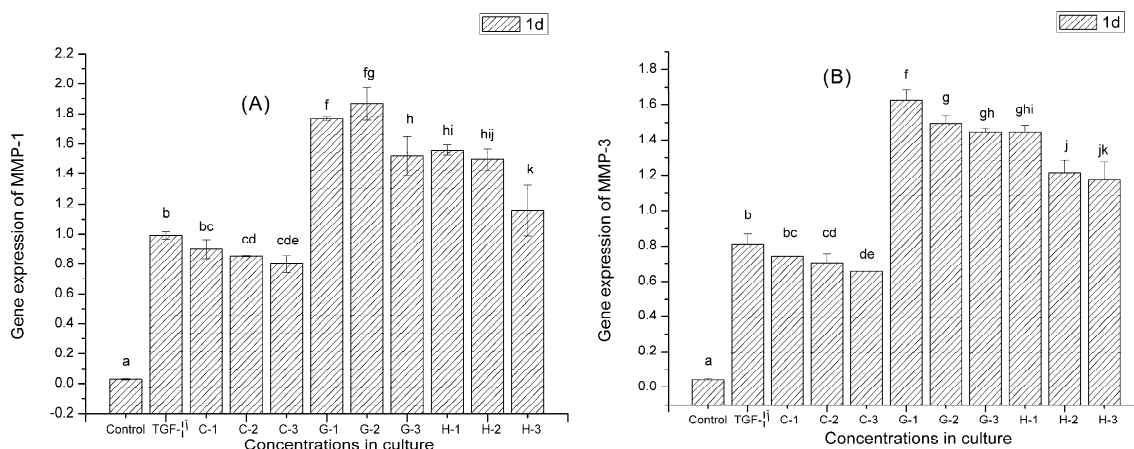 1d
2.2
2.0
1.8
1.6
1.4
1.2
1.0
0.8
0.6
0.4
0.2
0.0
-0.2
Gene expression of MMP-1
(A)
a
b
bc
cd
cde
f
fg
h
hi
hij
k
Control TGF- C-1 C-2 C-3 G-1 G-2 G-3 H-1 H-2 H-3
Concentrations in culture
1d
1.8
1.6
1.4
1.2
1.0
0.8
0.6
0.4
0.2
0.0
Gene expression of MMP-3
(B)
a
b
bc
cd
de
f
g
gh
ghi
j
jk
Control TGF- C-1 C-2 C-3 G-1 G-2 G-3 H-1 H-2 H-3
Concentrations in culture